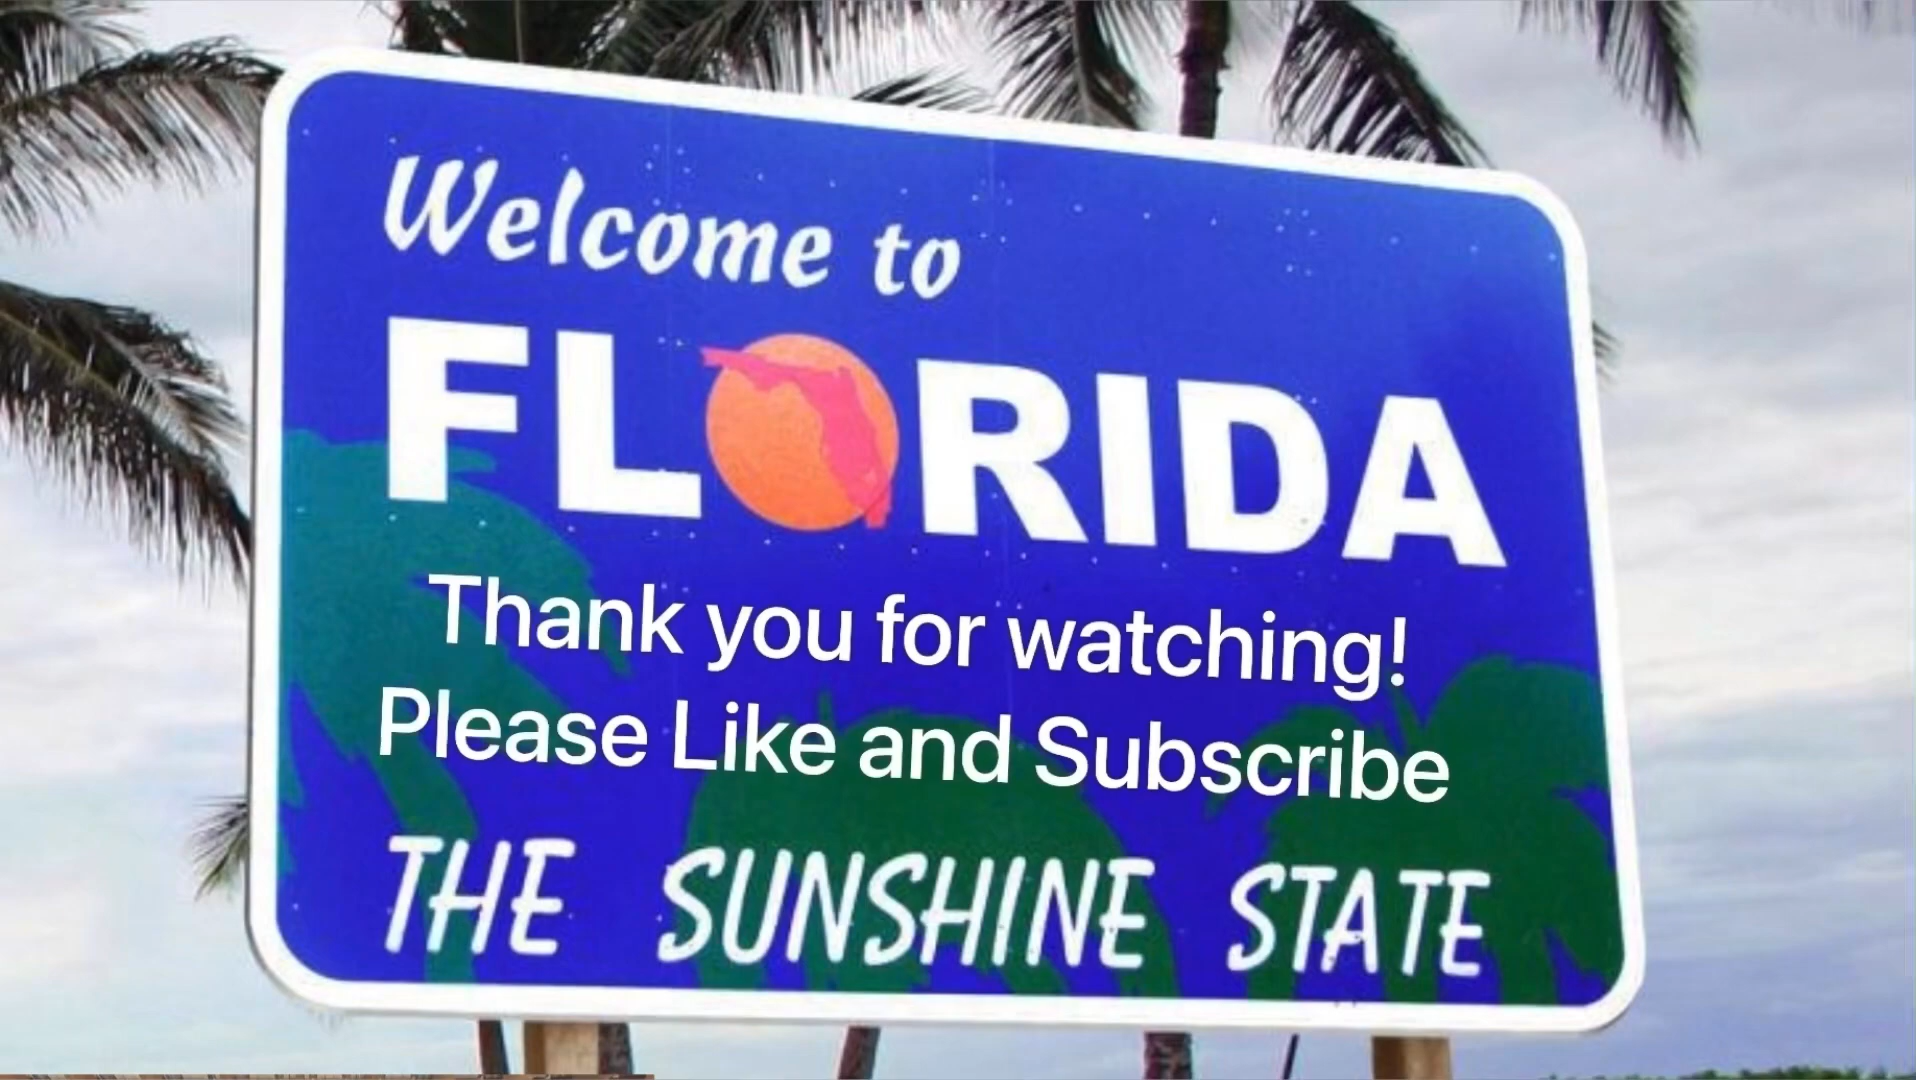 Welcome to
FLORIDA
Thank you for watching!
Please Like and Subscribe
THE SUNSHINE STATE